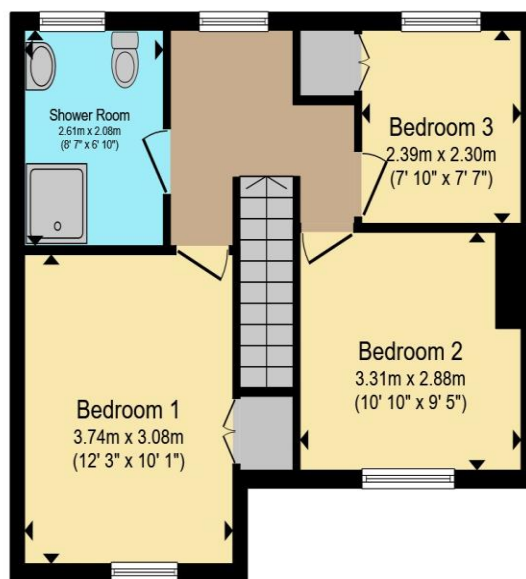 Shower Room
2.61m x 2.08m
(8' 7" x 6' 10")
Bedroom 3
2.39m x 2.30m
(7' 10" x 7' 7")
Bedroom 2
3.31m x 2.88m
(10' 10" x 9' 5")
Bedroom 1
3.74m x 3.08m
(12' 3" x 10' 1")